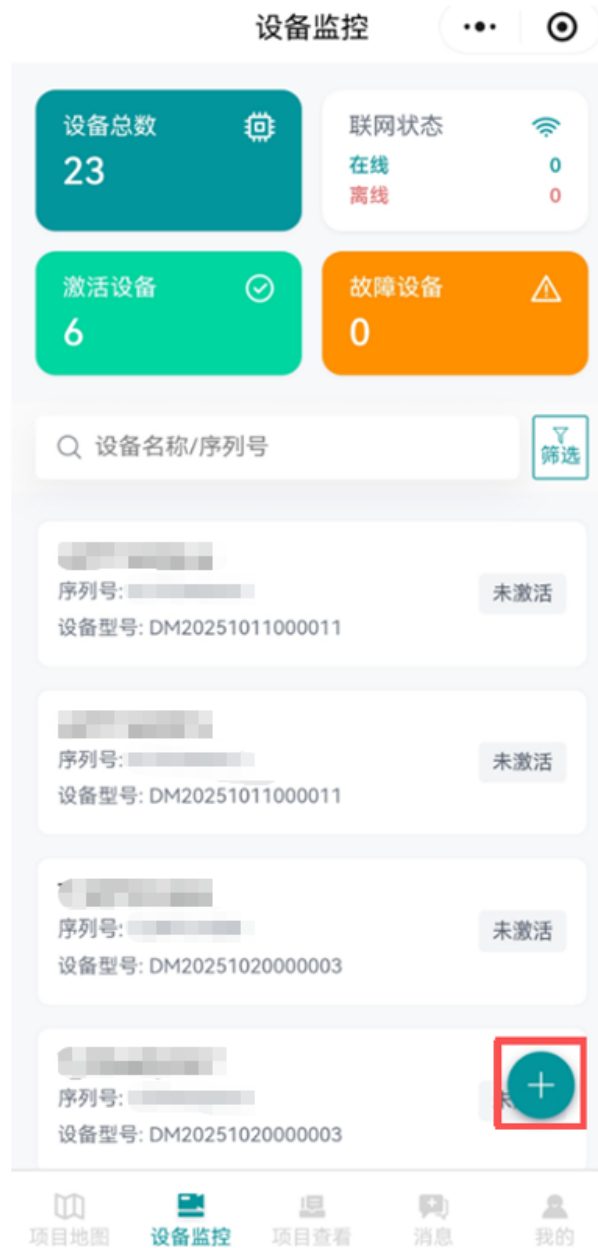 设备监控
设备总数
23
联网状态
在线 0
离线 0
激活设备
6
故障设备
0
设备名称/序列号
筛选
序列号:
未激活
设备型号: DM20251011000011
序列号:
未激活
设备型号: DM20251011000011
序列号:
未激活
设备型号: DM20251020000003
序列号:
设备型号: DM20251020000003
项目地图 设备监控 项目查看 消息 我的